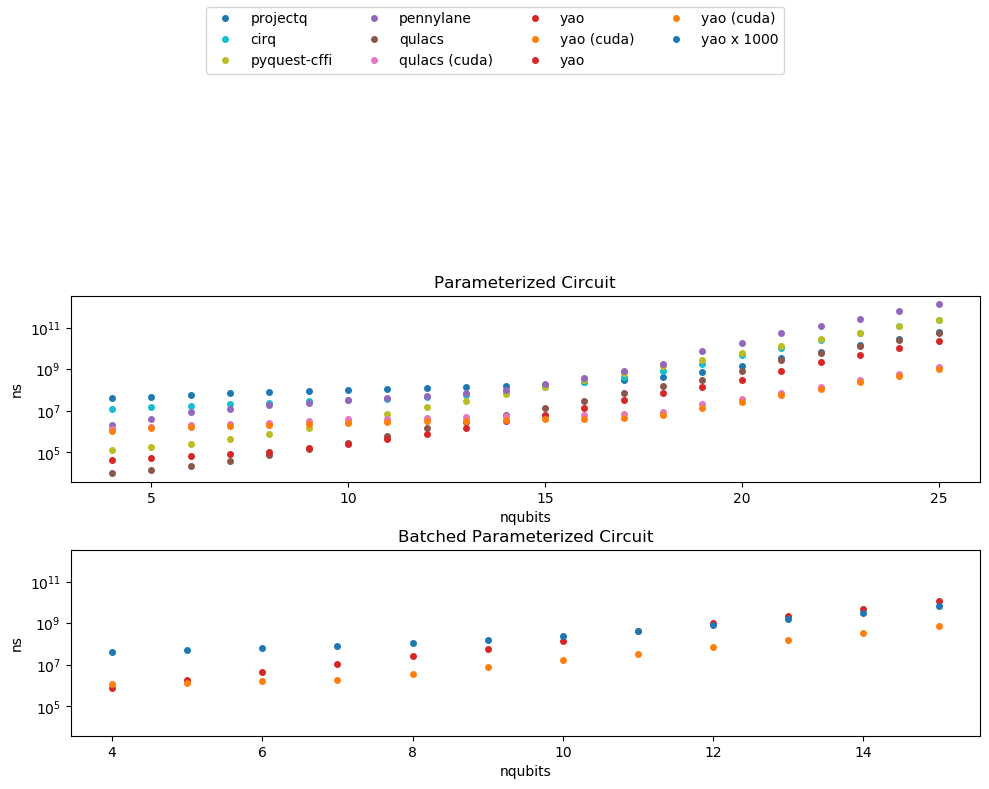 projectq pennylane yao yao (cuda)
cirq qulacs yao (cuda) yao x 1000
pyquest-cffi qulacs (cuda) yao
Parameterized Circuit
10^11
10^9
10^7
10^5
ns
5 10 15 20 25
nqubits
Batched Parameterized Circuit
10^11
10^9
10^7
10^5
ns
4 6 8 10 12 14
nqubits